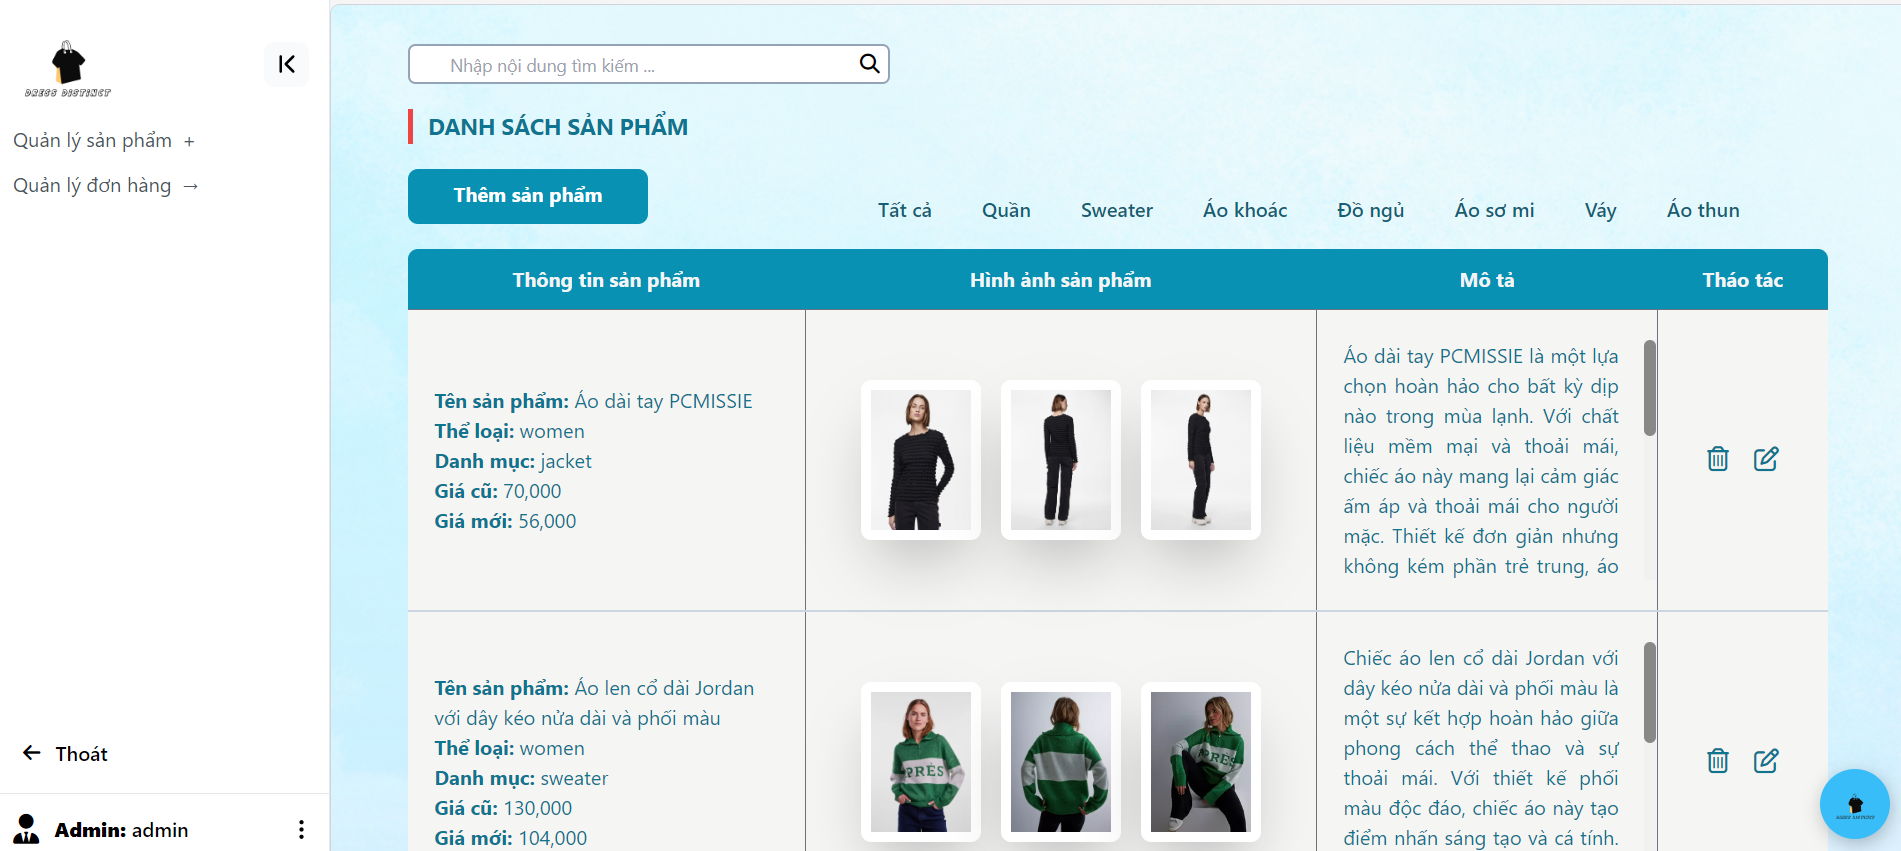 DRESS DISTINCT
Quản lý sản phẩm +
Quản lý đơn hàng →
Thoát
Admin: admin
Nhập nội dung tìm kiếm ...
DANH SÁCH SẢN PHẨM
Thêm sản phẩm
Tất cả Quần Sweater Áo khoác Đồ ngủ Áo sơ mi Váy Áo thun
Thông tin sản phẩm Hình ảnh sản phẩm Mô tả Tháo tác
Tên sản phẩm: Áo dài tay PCMISSIE
Thể loại: women
Danh mục: jacket
Giá cũ: 70,000
Giá mới: 56,000
Áo dài tay PCMISSIE là một lựa
chọn hoàn hảo cho bất kỳ dịp
nào trong mùa lạnh. Với chất
liệu mềm mại và thoải mái,
chiếc áo này mang lại cảm giác
ấm áp và thoải mái cho người
mặc. Thiết kế đơn giản nhưng
không kém phần trẻ trung, áo
Tên sản phẩm: Áo len cổ dài Jordan
với dây kéo nửa dài và phối màu
Thể loại: women
Danh mục: sweater
Giá cũ: 130,000
Giá mới: 104,000
PRÉS
PRÉS
Chiếc áo len cổ dài Jordan với
dây kéo nửa dài và phối màu là
một sự kết hợp hoàn hảo giữa
phong cách thể thao và sự
thoải mái. Với thiết kế phối
màu độc đáo, chiếc áo này tạo
điểm nhấn sáng tạo và cá tính.
DRESS DISTINCT